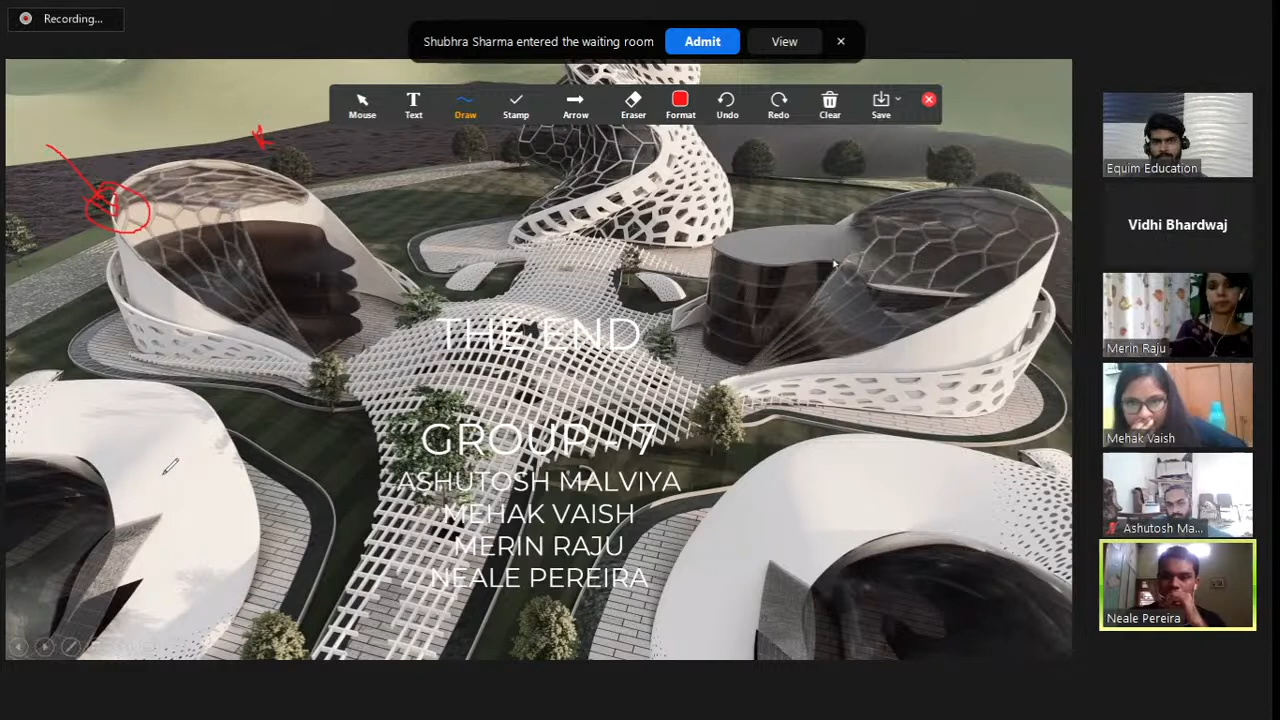 Recording...
Shubhra Sharma entered the waiting room
Admit
View
Mouse
Text
Draw
Stamp
Arrow
Eraser
Format
Undo
Redo
Clear
Save
THE END
GROUP - 7
ASHUTOSH MALVIYA
MEHAK VAISH
MERIN RAJU
NEALE PEREIRA
Equim Education
Vidhi Bhardwaj
Merin Raju
Mehak Vaish
Ashutosh Ma...
Neale Pereira